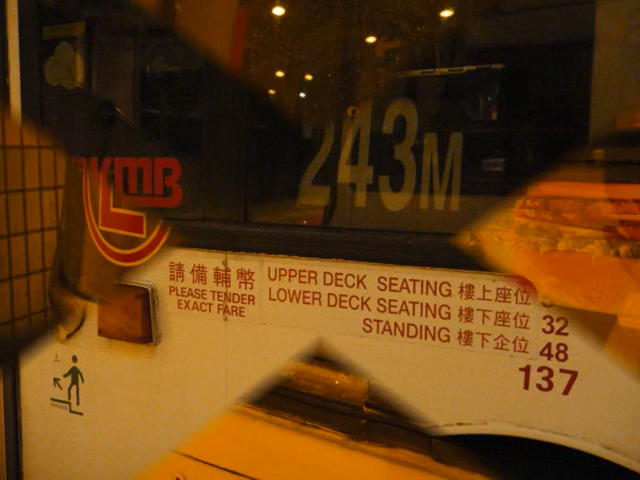 243M
KMB
請備輔幣
PLEASE TENDER
EXACT FARE
UPPER DECK SEATING 樓上座位
LOWER DECK SEATING 樓下座位 32
STANDING 樓下企位 48
137